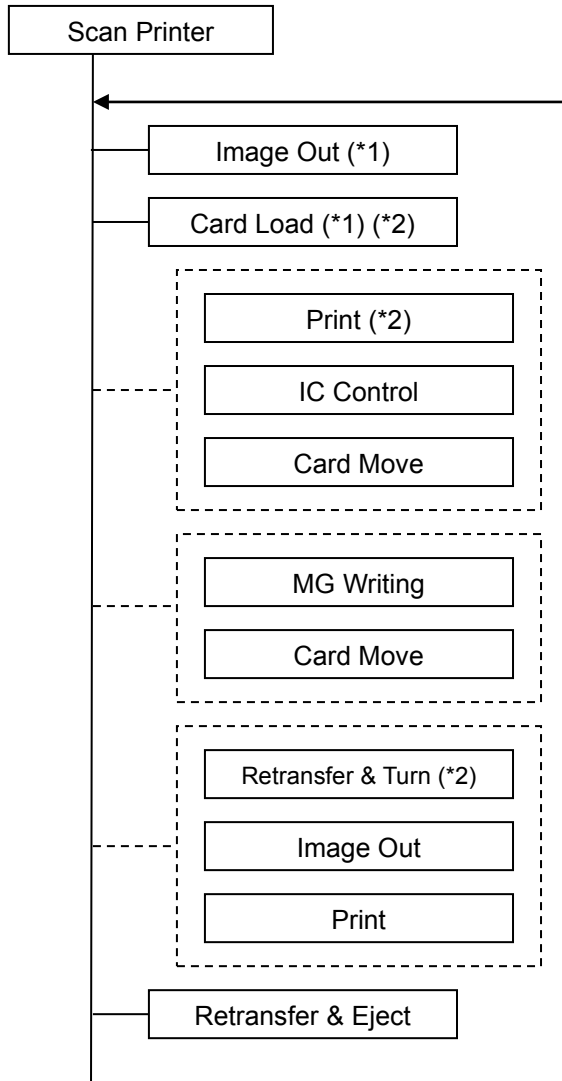 Scan Printer
Image Out (*1)
Card Load (*1) (*2)
Print (*2)
IC Control
Card Move
MG Writing
Card Move
Retransfer & Turn (*2)
Image Out
Print
Retransfer & Eject